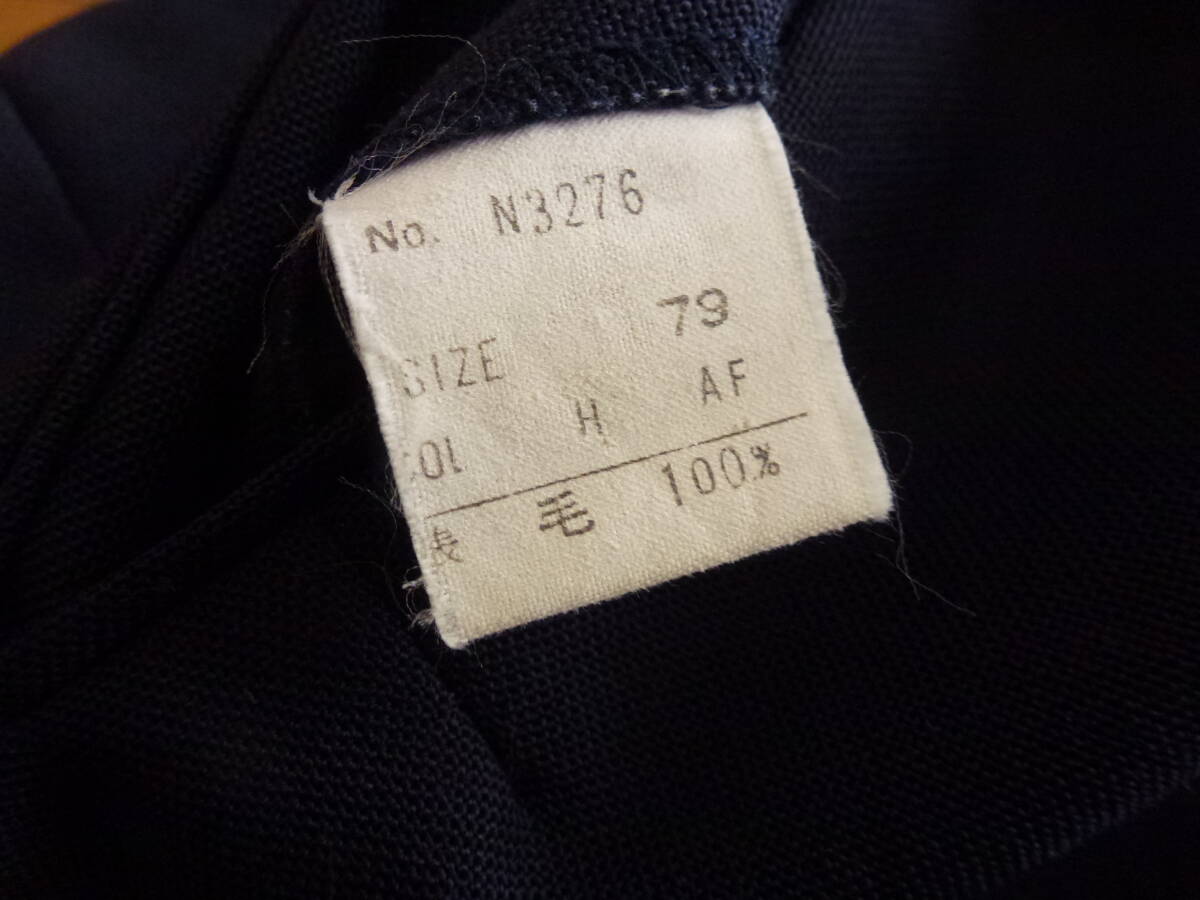 No. N3276
79
SIZE
COL H AF
表 毛 100%